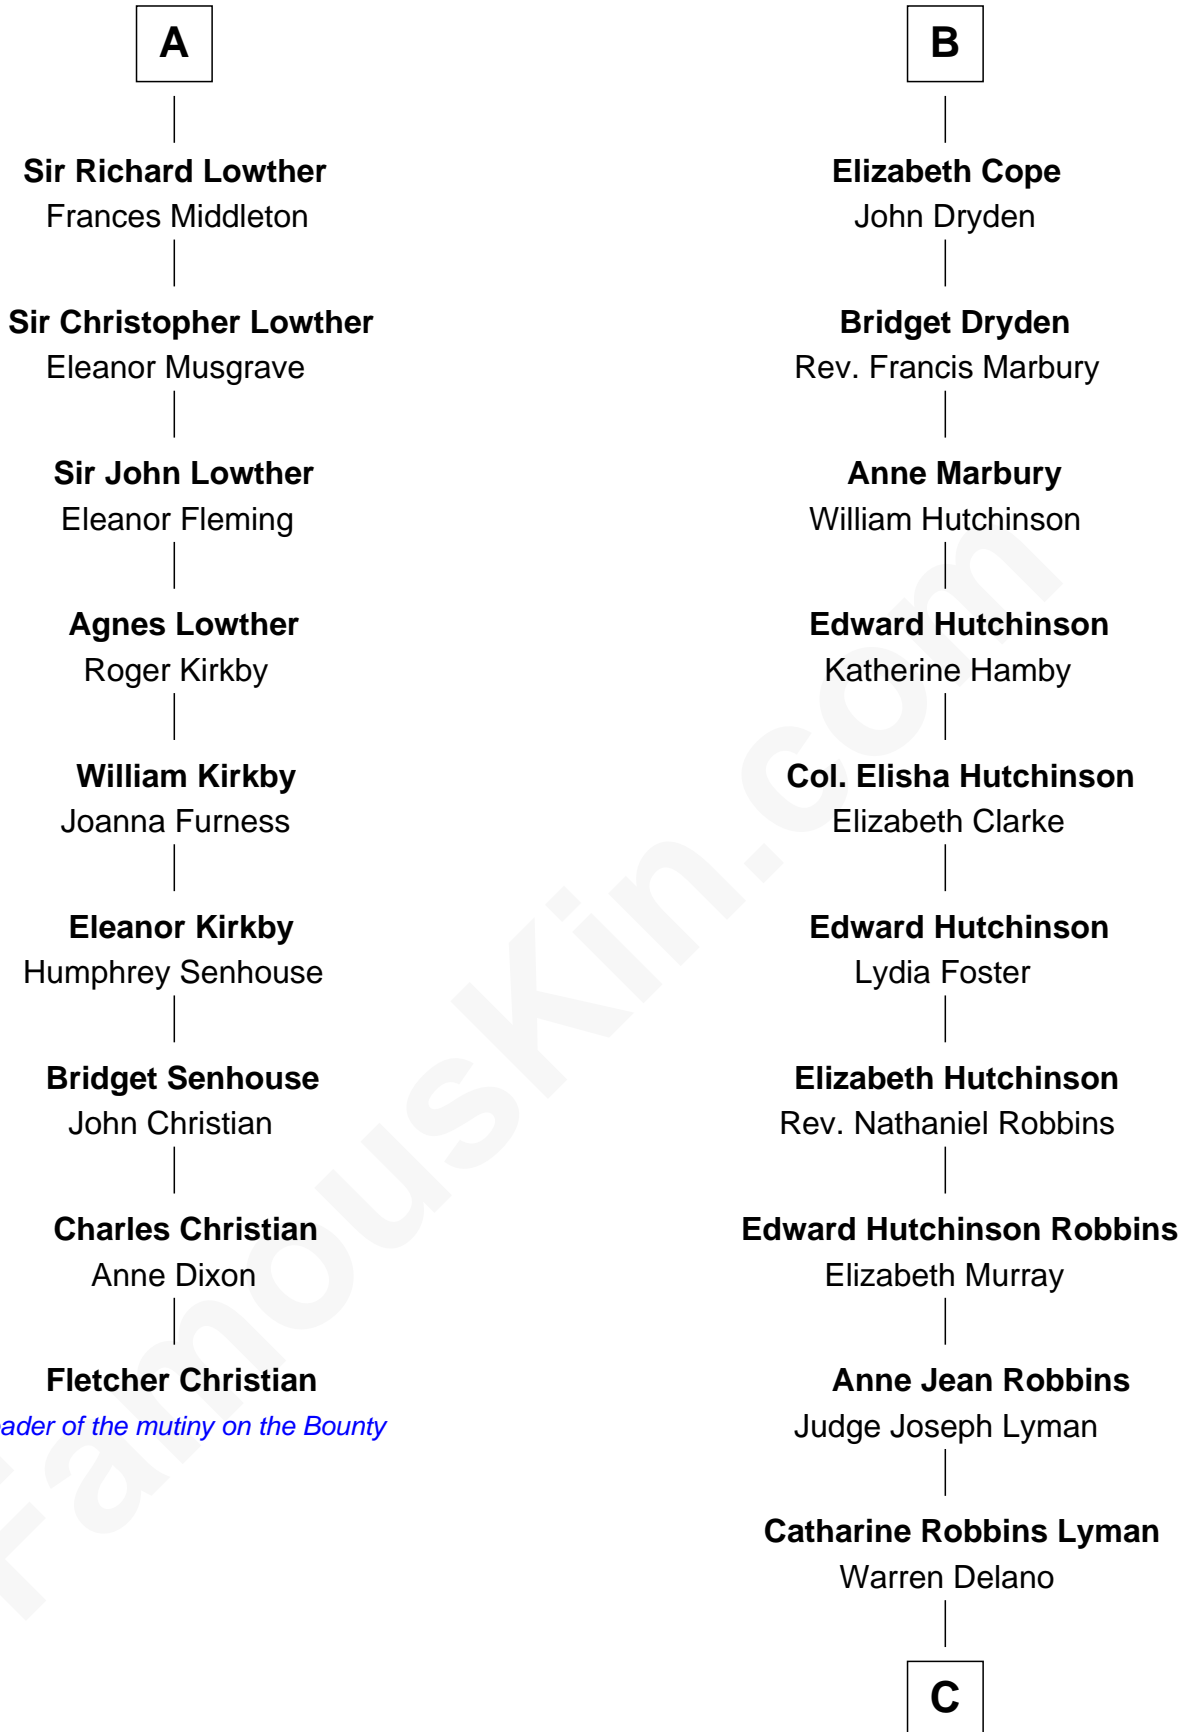 A
Sir Richard Lowther
Frances Middleton
Sir Christopher Lowther
Eleanor Musgrave
Sir John Lowther
Eleanor Fleming
Agnes Lowther
Roger Kirkby
William Kirkby
Joanna Furness
Eleanor Kirkby
Humphrey Senhouse
Bridget Senhouse
John Christian
Charles Christian
Anne Dixon
Fletcher Christian
ader of the mutiny on the Bounty
B
Elizabeth Cope
John Dryden
Bridget Dryden
Rev. Francis Marbury
Anne Marbury
William Hutchinson
Edward Hutchinson
Katherine Hamby
Col. Elisha Hutchinson
Elizabeth Clarke
Edward Hutchinson
Lydia Foster
Elizabeth Hutchinson
Rev. Nathaniel Robbins
Edward Hutchinson Robbins
Elizabeth Murray
Anne Jean Robbins
Judge Joseph Lyman
Catharine Robbins Lyman
Warren Delano
C
FamousKin.com